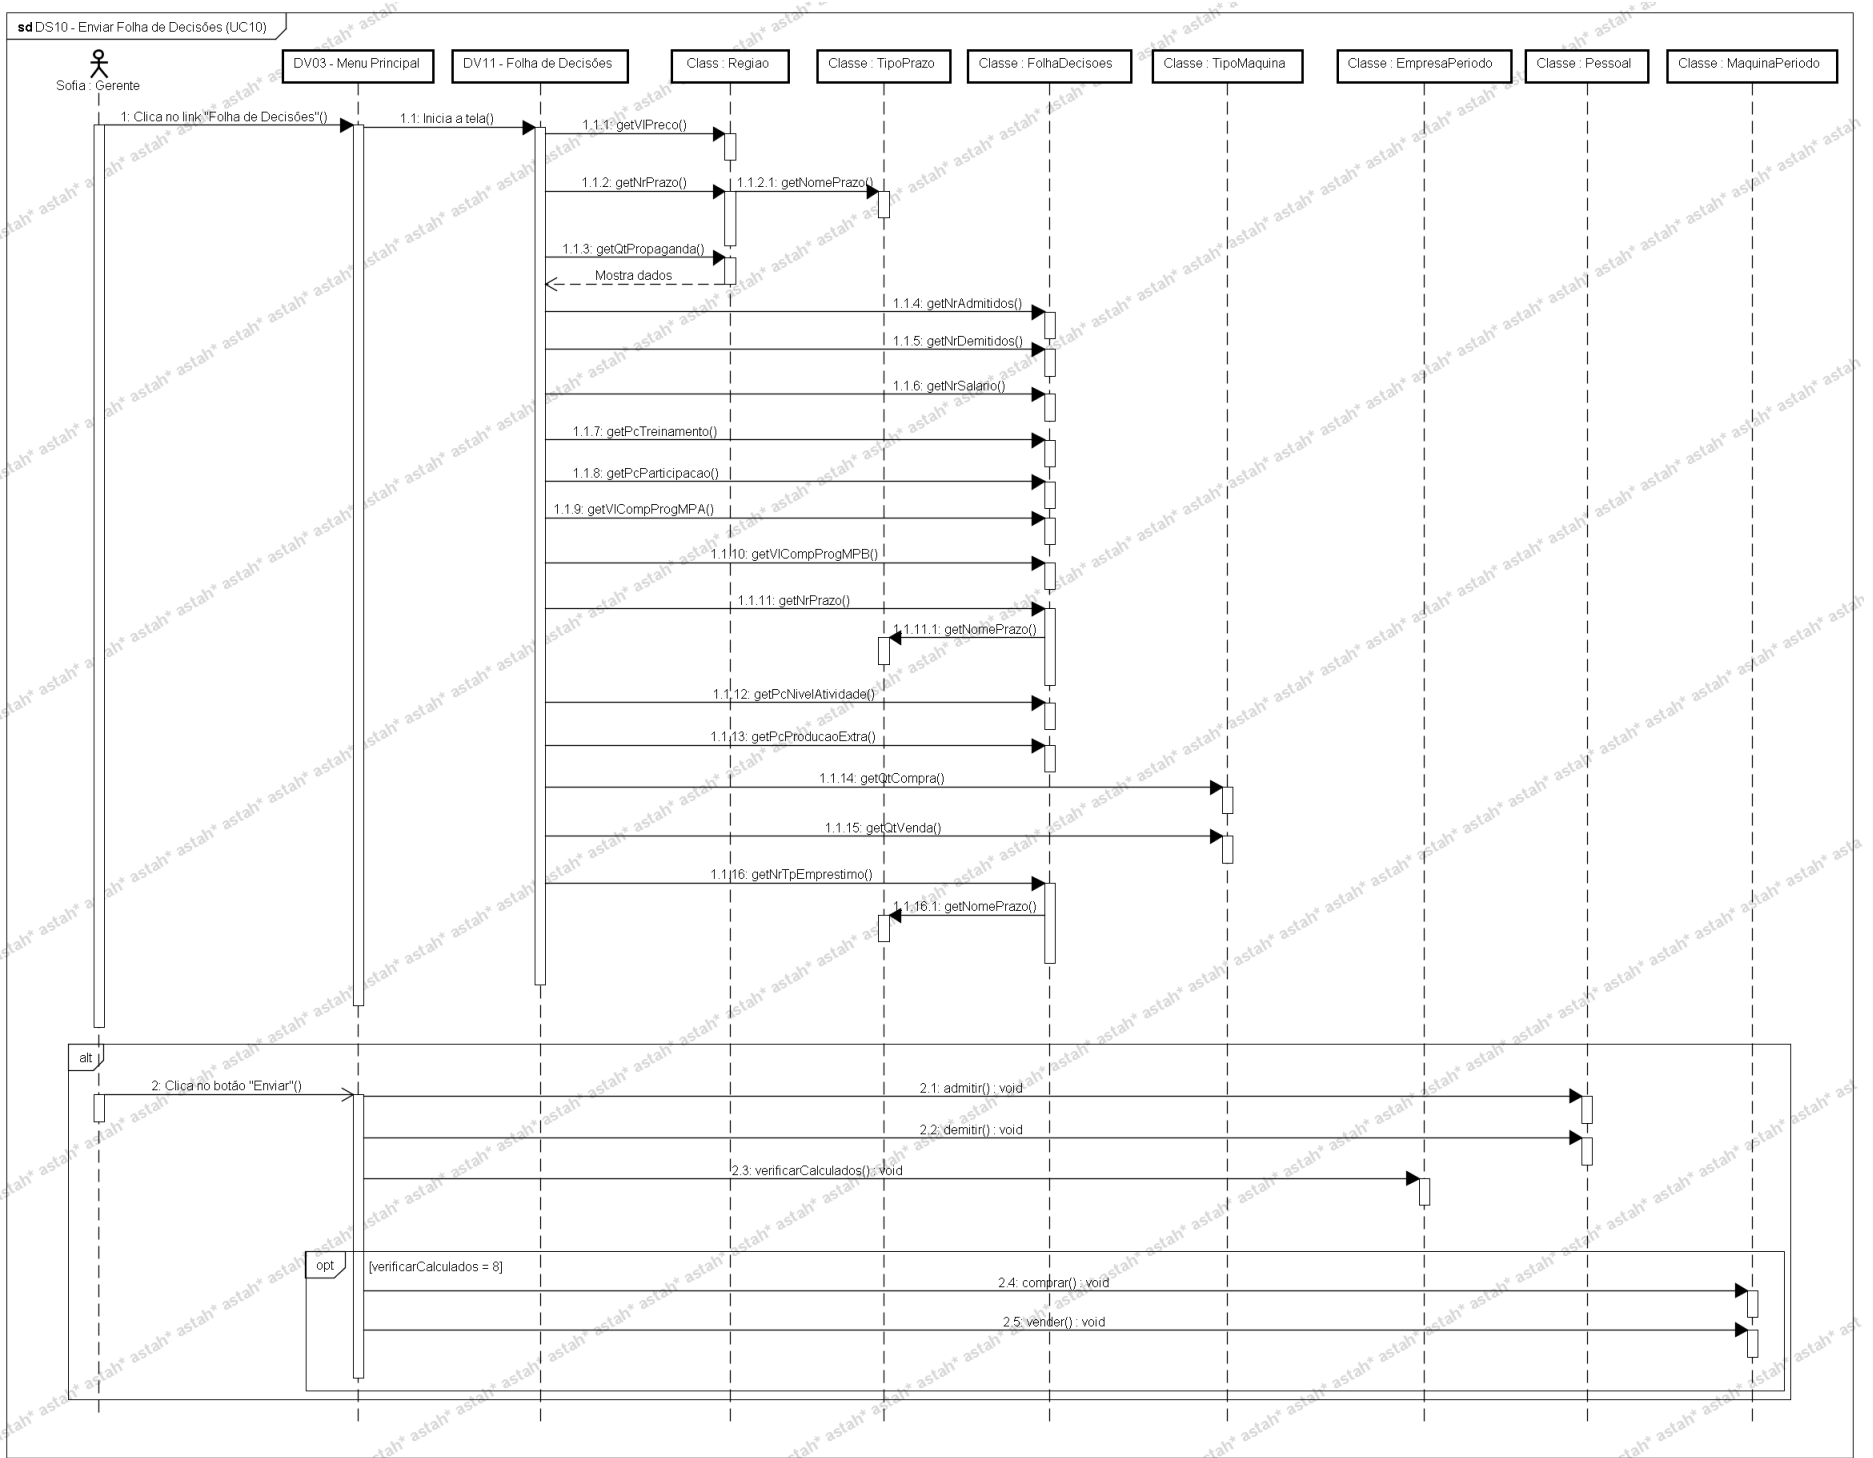 sd DS10 - Enviar Folha de Decisões (UC10)
Sofia : Gerente
DV03 - Menu Principal
DV11 - Folha de Decisões
Class : Regiao
Classe : TipoPrazo
Classe : FolhaDecisoes
Classe : TipoMaquina
Classe : EmpresaPeriodo
Classe : Pessoal
Classe : MaquinaPeriodo
1: Clica no link "Folha de Decisões"()
1.1: Inicia a tela()
1.1.1: getVlPreco()
1.1.2: getNrPrazo()
1.1.2.1: getNomePrazo()
1.1.3: getQtPropaganda()
Mostra dados
1.1.4: getNrAdmitidos()
1.1.5: getNrDemitidos()
1.1.6: getNrSalario()
1.1.7: getPcTreinamento()
1.1.8: getPcParticipacao()
1.1.9: getVlCompProgMPA()
1.1.10: getVlCompProgMPB()
1.1.11: getNrPrazo()
1.1.11.1: getNomePrazo()
1.1.12: getPcNivelAtividade()
1.1.13: getPcProducaoExtra()
1.1.14: getQtCompra()
1.1.15: getQtVenda()
1.1.16: getNrTpEmprestimo()
1.1.16.1: getNomePrazo()
alt
2: Clica no botão "Enviar"()
2.1: admitir() : void
2.2: demitir() : void
2.3: verificarCalculados() : void
opt
[verificarCalculados = 8]
2.4: comprar() : void
2.5: vender() : void